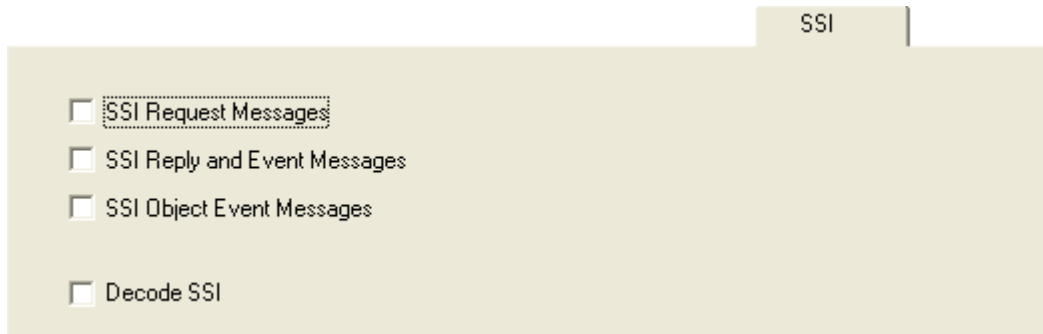 SSI
SSI Request Messages
SSI Reply and Event Messages
SSI Object Event Messages
Decode SSI